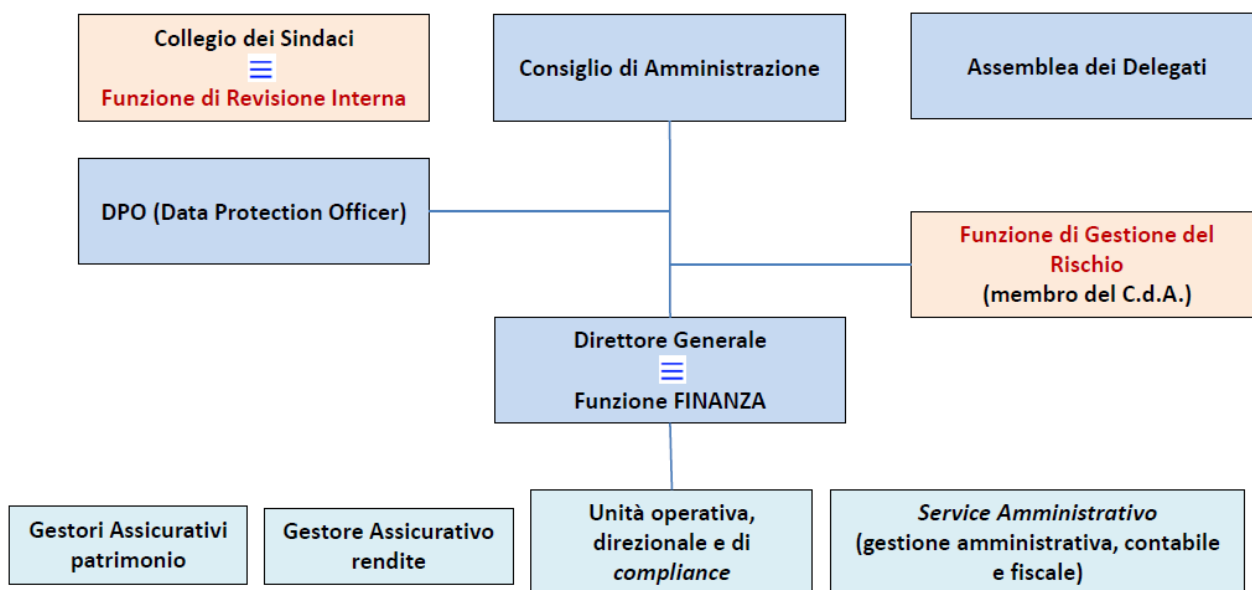 Collegio dei Sindaci
Funzione di Revisione Interna
Consiglio di Amministrazione
Assemblea dei Delegati
DPO (Data Protection Officer)
Funzione di Gestione del
Rischio
(membro del C.d.A.)
Direttore Generale
Funzione FINANZA
Gestori Assicurativi
patrimonio
Gestore Assicurativo
rendite
Unità operativa,
direzionale e di
compliance
Service Amministrativo
(gestione amministrativa, contabile
e fiscale)